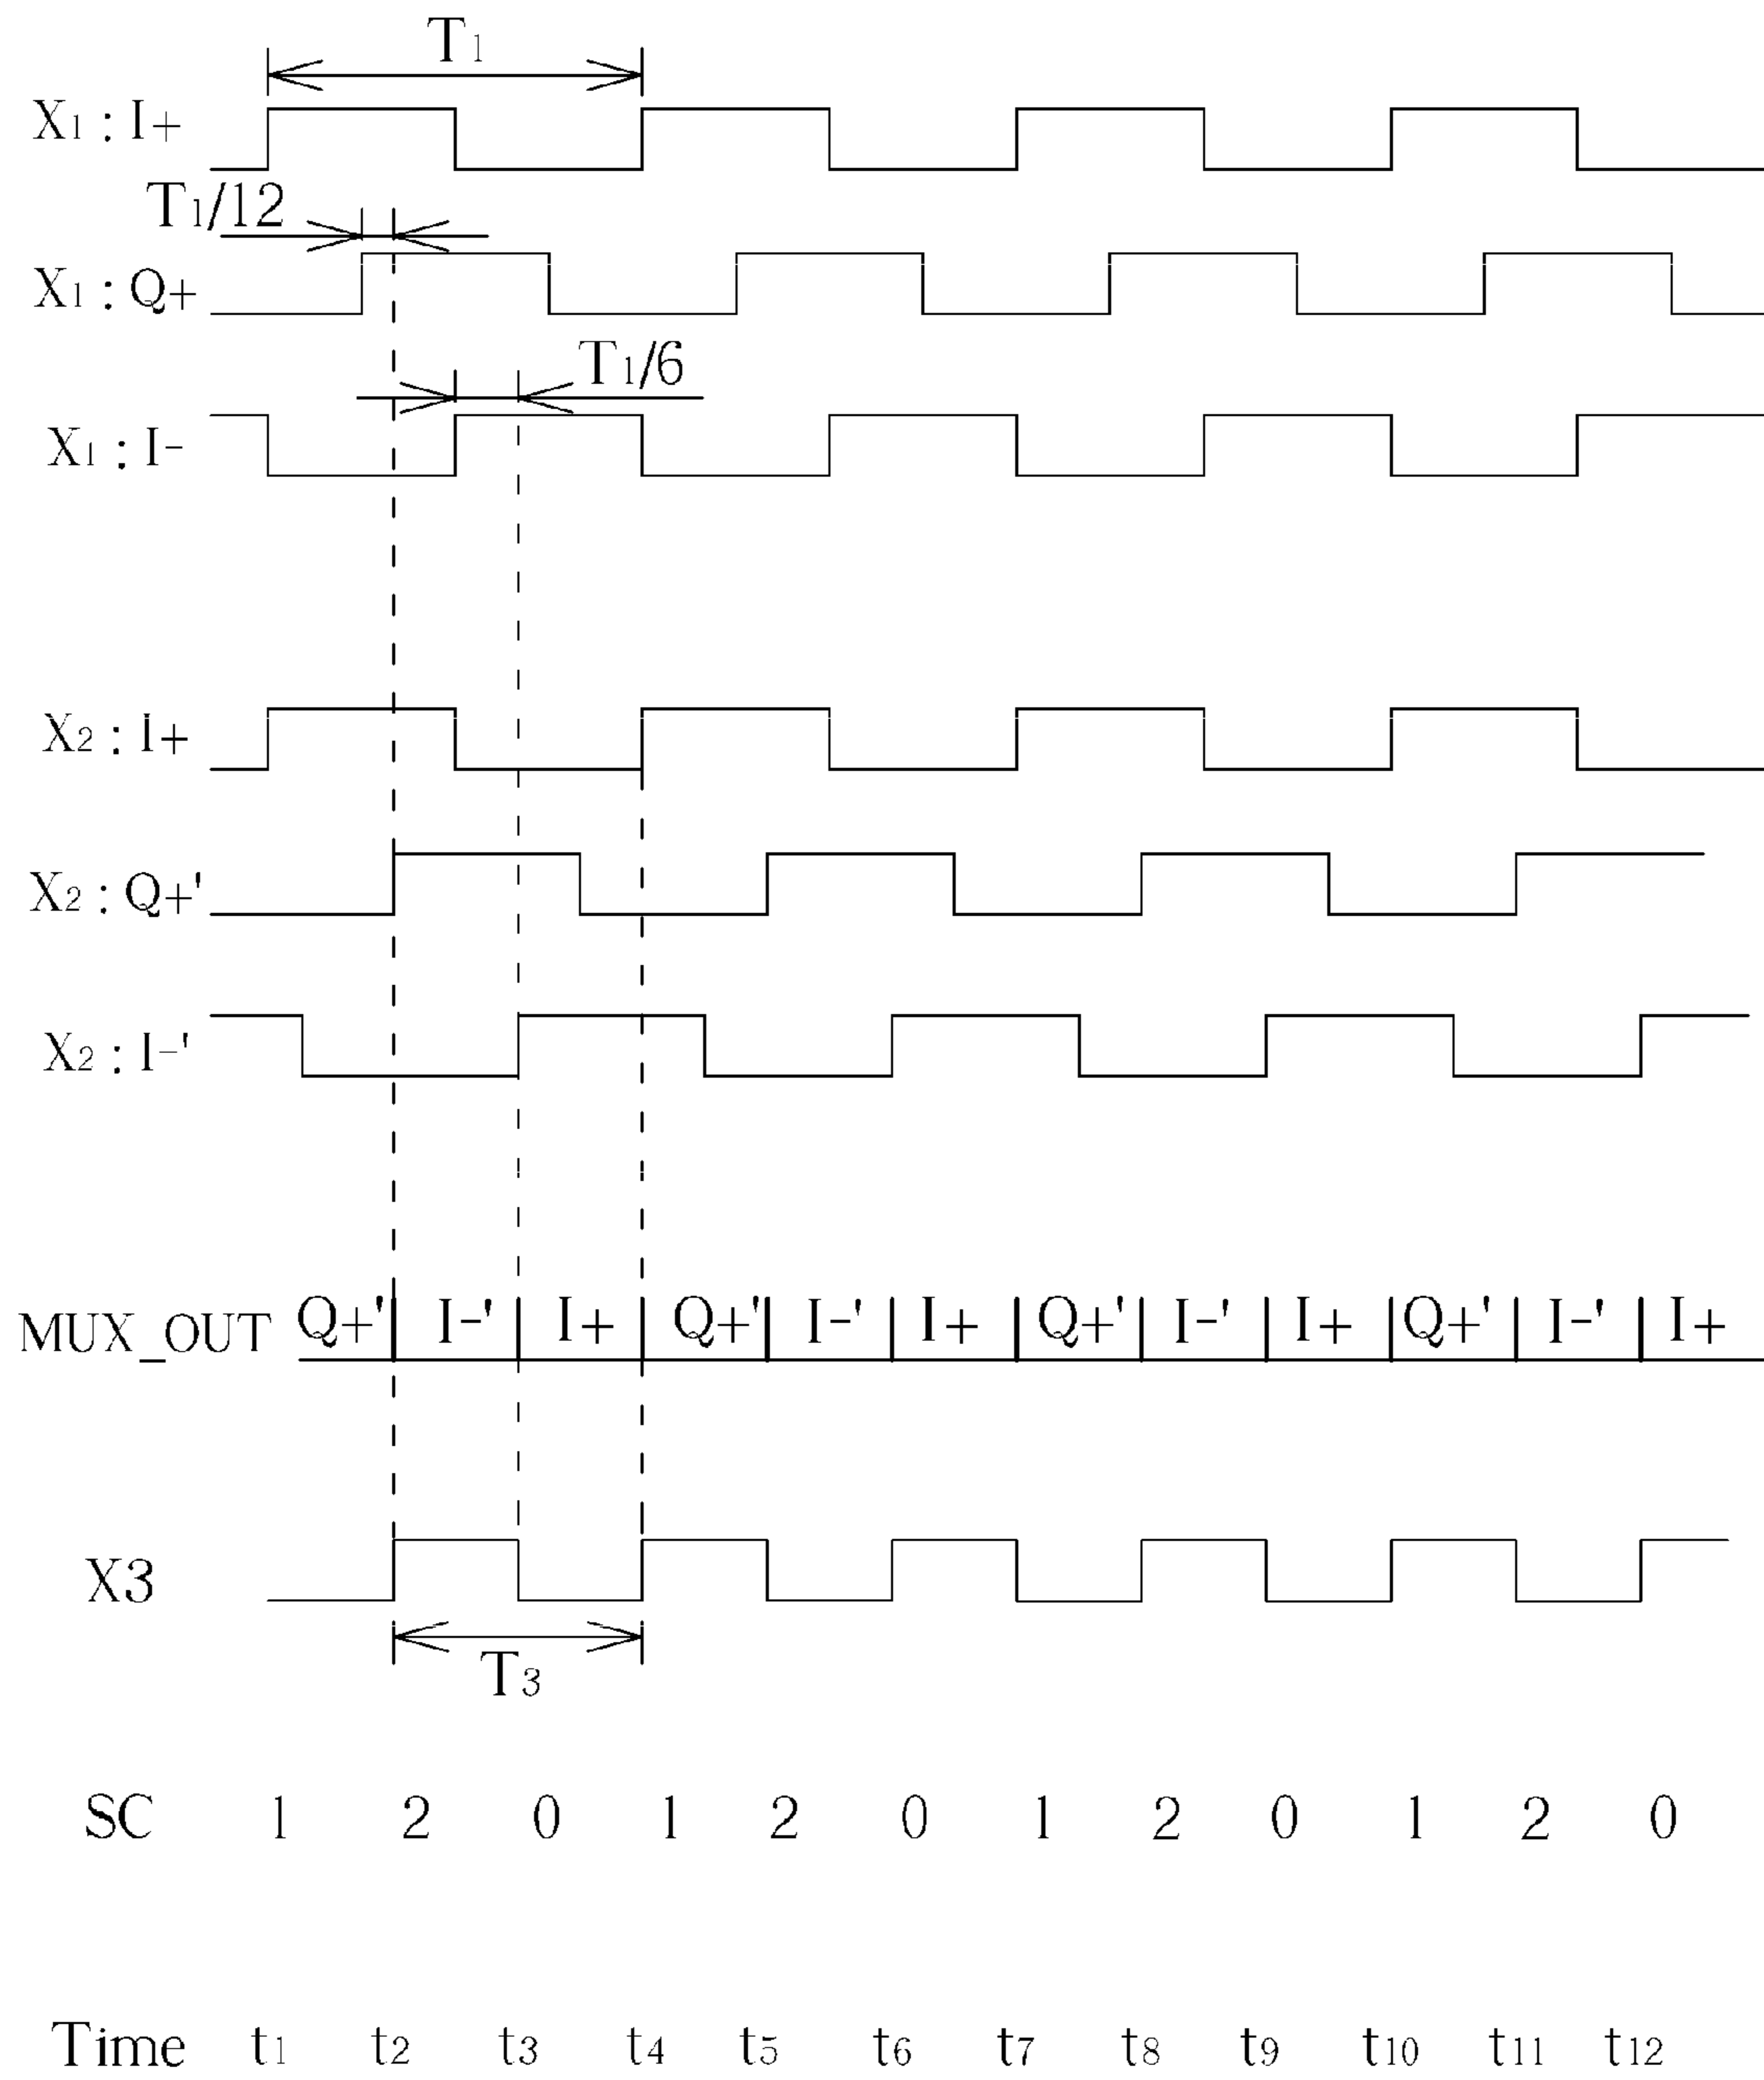 T1
X1 : I+
T1/12
X1 : Q+
T1/6
X1 : I-
X2 : I+
X2 : Q+'
X2 : I-'
MUX_OUT Q+' I-' I+ Q+' I-' I+ Q+' I-' I+ Q+' I-' I+
X3
T3
SC 1 2 0 1 2 0 1 2 0 1 2 0
Time t1 t2 t3 t4 t5 t6 t7 t8 t9 t10 t11 t12